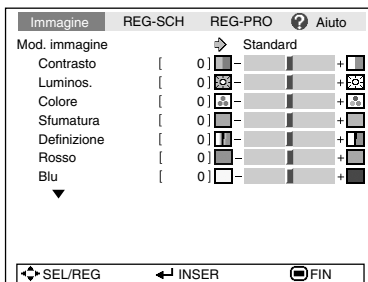 Immagine REG-SCH REG-PRO ? Aiuto
Mod. immagine Standard
Contrasto [ 0 ] - +
Luminos. [ 0 ] - +
Colore [ 0 ] - +
Sfumatura [ 0 ] - +
Definizione [ 0 ] - +
Rosso [ 0 ] - +
Blu [ 0 ] - +
SEL/REG INSER FIN